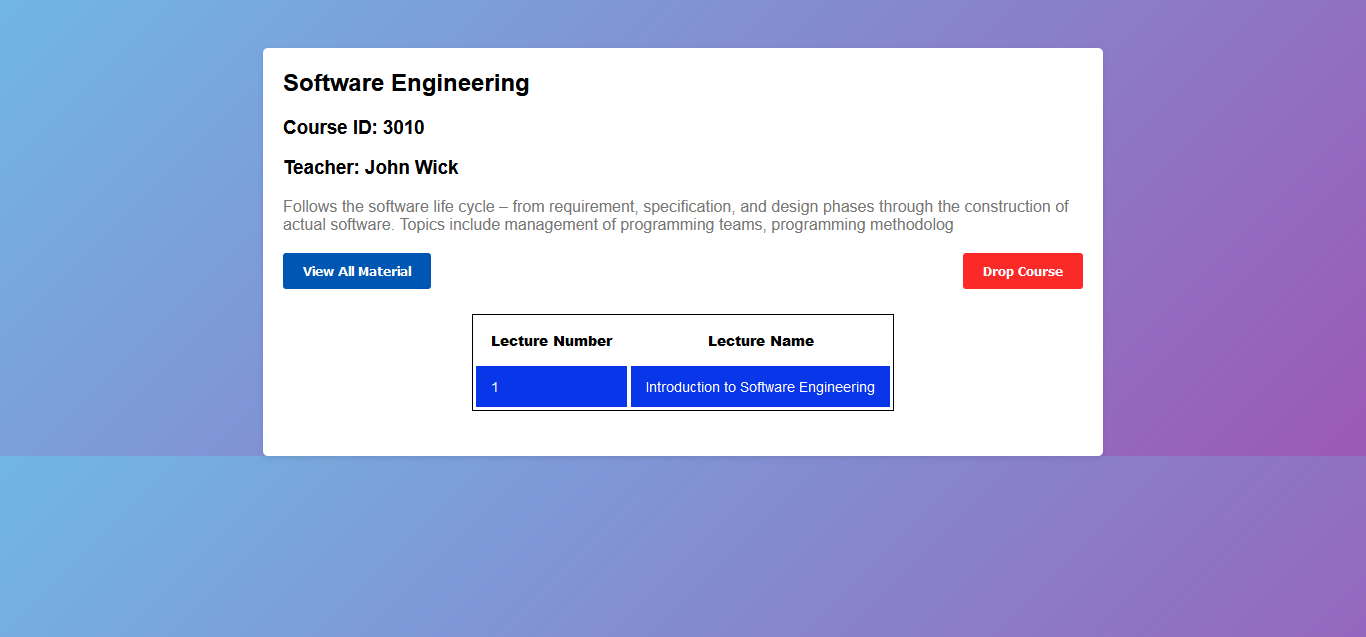 Software Engineering
Course ID: 3010
Teacher: John Wick
Follows the software life cycle – from requirement, specification, and design phases through the construction of
actual software. Topics include management of programming teams, programming methodolog
View All Material Drop Course
Lecture Number Lecture Name
1 Introduction to Software Engineering